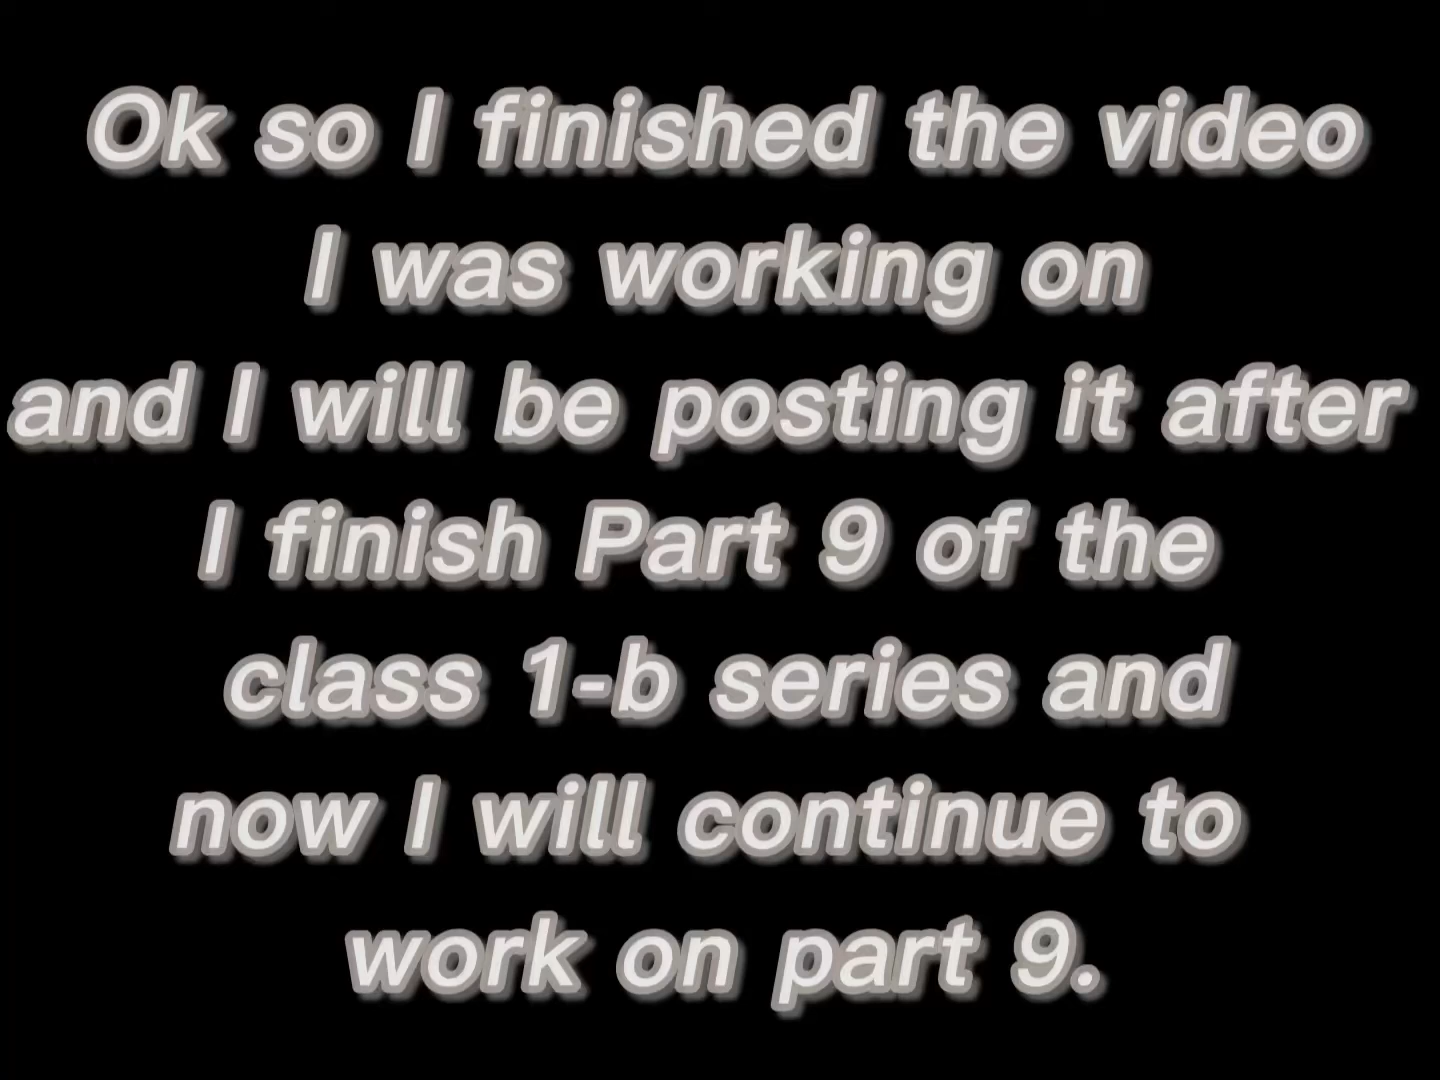 Ok so I finished the video
I was working on
and I will be posting it after
I finish Part 9 of the
class 1-b series and
now I will continue to
work on part 9.